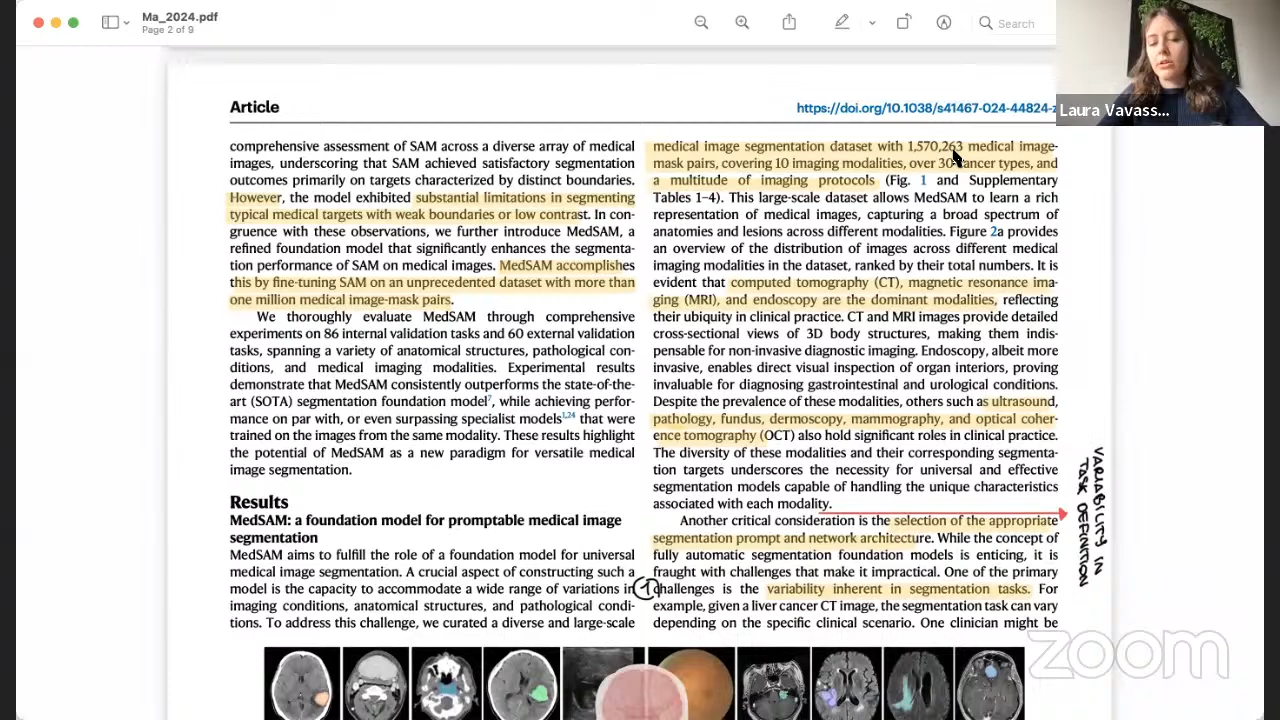 Ma_2024.pdf
Page 2 of 9
Search
Laura Vavass...
Article
https://doi.org/10.1038/s41467-024-44824-z
comprehensive assessment of SAM across a diverse array of medical
images, underscoring that SAM achieved satisfactory segmentation
outcomes primarily on targets characterized by distinct boundaries.
However, the model exhibited substantial limitations in segmenting
typical medical targets with weak boundaries or low contrast. In con-
gruence with these observations, we further introduce MedSAM, a
refined foundation model that significantly enhances the segmenta-
tion performance of SAM on medical images. MedSAM accomplishes
this by fine-tuning SAM on an unprecedented dataset with more than
one million medical image-mask pairs.
We thoroughly evaluate MedSAM through comprehensive
experiments on 86 internal validation tasks and 60 external validation
tasks, spanning a variety of anatomical structures, pathological con-
ditions, and medical imaging modalities. Experimental results
demonstrate that MedSAM consistently outperforms the state-of-the-
art (SOTA) segmentation foundation model7, while achieving perfor-
mance on par with, or even surpassing specialist models1,24 that were
trained on the images from the same modality. These results highlight
the potential of MedSAM as a new paradigm for versatile medical
image segmentation.
Results
MedSAM: a foundation model for promptable medical image
segmentation
MedSAM aims to fulfill the role of a foundation model for universal
medical image segmentation. A crucial aspect of constructing such a
model is the capacity to accommodate a wide range of variations in
imaging conditions, anatomical structures, and pathological condi-
tions. To address this challenge, we curated a diverse and large-scale
medical image segmentation dataset with 1,570,263 medical image-
mask pairs, covering 10 imaging modalities, over 30 cancer types, and
a multitude of imaging protocols (Fig. 1 and Supplementary
Tables 1–4). This large-scale dataset allows MedSAM to learn a rich
representation of medical images, capturing a broad spectrum of
anatomies and lesions across different modalities. Figure 2a provides
an overview of the distribution of images across different medical
imaging modalities in the dataset, ranked by their total numbers. It is
evident that computed tomography (CT), magnetic resonance ima-
ging (MRI), and endoscopy are the dominant modalities, reflecting
their ubiquity in clinical practice. CT and MRI images provide detailed
cross-sectional views of 3D body structures, making them indis-
pensable for non-invasive diagnostic imaging. Endoscopy, albeit more
invasive, enables direct visual inspection of organ interiors, proving
invaluable for diagnosing gastrointestinal and urological conditions.
Despite the prevalence of these modalities, others such as ultrasound,
pathology, fundus, dermoscopy, mammography, and optical coher-
ence tomography (OCT) also hold significant roles in clinical practice.
The diversity of these modalities and their corresponding segmenta-
tion targets underscores the necessity for universal and effective
segmentation models capable of handling the unique characteristics
associated with each modality.
Another critical consideration is the selection of the appropriate
segmentation prompt and network architecture. While the concept of
fully automatic segmentation foundation models is enticing, it is
fraught with challenges that make it impractical. One of the primary
challenges is the variability inherent in segmentation tasks. For
example, given a liver cancer CT image, the segmentation task can vary
depending on the specific clinical scenario. One clinician might be
1
VARIABILITY IN
TASK DEFINITION
zoom